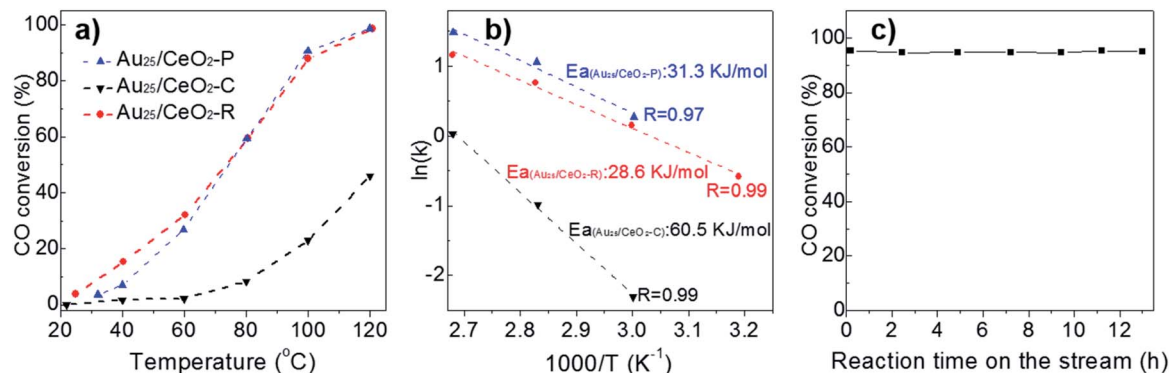 a)
Au₂₅/CeO₂-P
Au₂₅/CeO₂-C
Au₂₅/CeO₂-R
CO conversion (%)
100
80
60
40
20
0
20
40
60
80
100
120
Temperature (°C)
b)
Ea(Au₂₅/CeO₂-P):31.3 KJ/mol
R=0.97
Ea(Au₂₅/CeO₂-R):28.6 KJ/mol
R=0.99
Ea(Au₂₅/CeO₂-C):60.5 KJ/mol
R=0.99
ln(k)
1
0
-1
-2
2.7
2.8
2.9
3.0
3.1
3.2
1000/T (K⁻¹)
c)
CO conversion (%)
100
80
60
40
20
0
0
2
4
6
8
10
12
Reaction time on the stream (h)